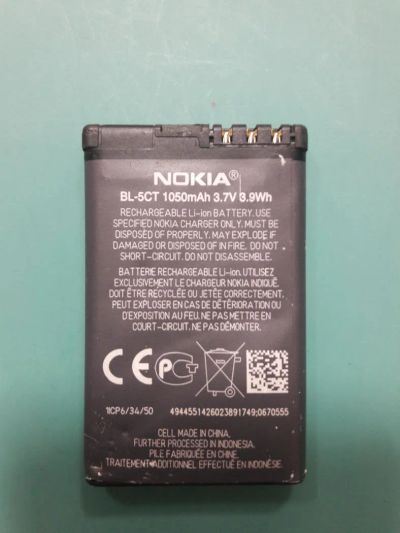 NOKIA®
BL-5CT 1050mAh 3.7V 3.9Wh
RECHARGEABLE Li-ion BATTERY. USE
SPECIFIED NOKIA CHARGER ONLY. MUST BE
DISPOSED OF PROPERLY. MAY EXPLODE IF
DAMAGED OR DISPOSED OF IN FIRE. DO NOT
SHORT-CIRCUIT. DO NOT DISASSEMBLE.
BATTERIE RECHARGEABLE Li-ion. UTILISEZ
EXCLUSIVEMENT LE CHARGEUR NOKIA INDIQUÉ.
DOIT ÊTRE RECYCLÉE OU JETÉE CORRECTEMENT.
PEUT EXPLOSER EN CAS DE DÉTÉRIORATION OU
D'EXPOSITION AU FEU. NE PAS METTRE EN
COURT-CIRCUIT. NE PAS DÉMONTER.
CE PCT
1ICP6/34/50 4944551426023891749;0670555
CELL MADE IN CHINA,
FURTHER PROCESSED IN INDONESIA.
PILE FABRIQUÉE EN CHINE,
TRAITEMENT ADDITIONNEL EFFECTUÉ EN INDONÉSIE.